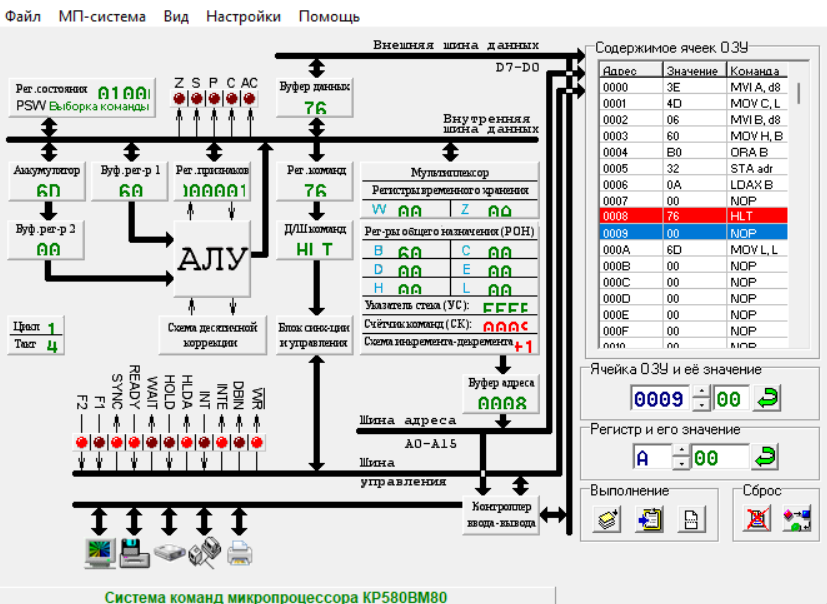 Файл МП-система Вид Настройки Помощь
Внешняя шина данных
D7-D0
Рег.состояния 0100
PSW Выборка команды
Z S P C AC
Буфер данных
76
Внутренняя
шина данных
Аккумулятор
6D
Буф.рег-р 1
60
Рег.признаков
000001
Рег.команд
76
Мультиплексор
Регистры временного хранения
W 00 Z 00
Буф.рег-р 2
00
АЛУ
Д/Ш команд
HLT
Рег-ры общего назначения (РОН)
B 60 C 00
D 00 E 00
H 00 L 00
Указатель стека (УС): FFFF
Счётчик команд (СК): 0009
Схема инкремента-декремента +1
Цикл 1
Такт 4
Схема десятичной
коррекции
Блок синх-ции
и управления
Буфер адреса
0008
F2 F1 SYNC READY WAIT HOLD HLDA INT INTE DBIN WR
Шина адреса
A0-A15
Шина
управления
Контроллер
ввода-вывода
Содержимое ячеек ОЗУ
Адрес Значение Команда
0000 3E MVI A, d8
0001 4D MOV C, L
0002 06 MVI B, d8
0003 60 MOV H, B
0004 B0 ORA B
0005 32 STA adr
0006 0A LDAX B
0007 00 NOP
0008 76 HLT
0009 00 NOP
000A 6D MOV L, L
000B 00 NOP
000C 00 NOP
000D 00 NOP
000E 00 NOP
000F 00 NOP
0010 00 NOP
Ячейка ОЗУ и её значение
0009 00
Регистр и его значение
A 00
Выполнение
Сброс
Система команд микропроцессора КР580ВМ80